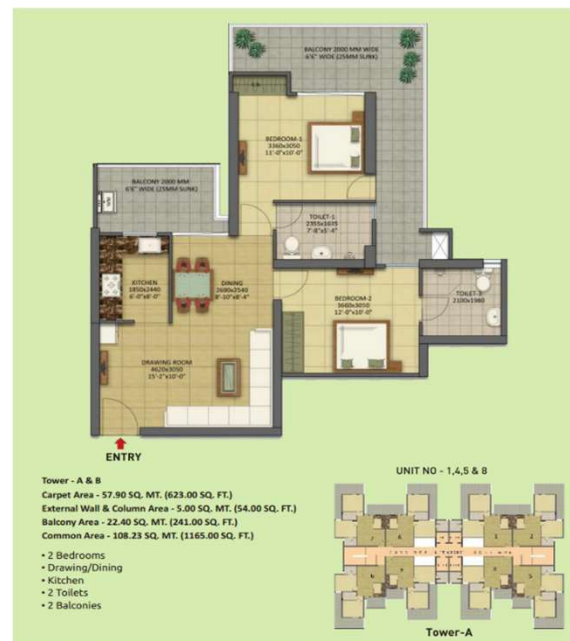 BALCONY 2000 MM WIDE
6'6" WIDE (25MM SUNK)
BEDROOM-1
3360x3050
11'-0"x10'-0"
BALCONY 2000 MM
6'6" WIDE (25MM SUNK)
TOILET-1
2355x1635
7'-8"x5'-4"
KITCHEN
1850x2440
6'-0"x8'-0"
DINING
2690x2540
8'-10"x8'-4"
BEDROOM-2
3660x3050
12'-0"x10'-0"
TOILET-2
2100x1980
DRAWING ROOM
4620x3050
15'-2"x10'-0"
ENTRY
Tower - A & B
Carpet Area - 57.90 SQ. MT. (623.00 SQ. FT.)
External Wall & Column Area - 5.00 SQ. MT. (54.00 SQ. FT.)
Balcony Area - 22.40 SQ. MT. (241.00 SQ. FT.)
Common Area - 108.23 SQ. MT. (1165.00 SQ. FT.)
• 2 Bedrooms
• Drawing/Dining
• Kitchen
• 2 Toilets
• 2 Balconies
UNIT NO - 1,4,5 & 8
Tower-A